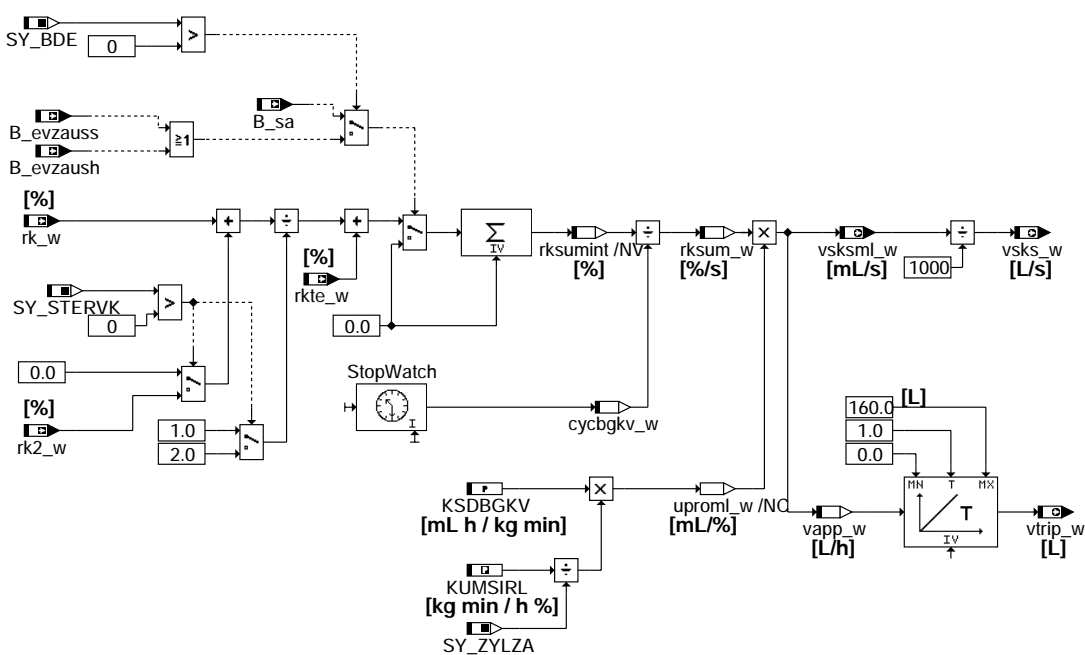 SY_BDE
0
>
B_evzauss
B_evzaush
≥1
B_sa
[%]
rk_w
+
÷
+
[%]
rkte_w
Σ
IV
rksumint /NV
[%]
÷
rksum_w
[%/s]
×
vsksml_w
[mL/s]
÷
1000
vsks_w
[L/s]
SY_STERVK
0
>
0.0
0.0
[%]
rk2_w
1.0
2.0
StopWatch
I
cycbgkv_w
160.0
[L]
1.0
0.0
KSDBGKV
[mL h / kg min]
×
uproml_w /NC
[mL/%]
vapp_w
[L/h]
MN
T
MX
T
IV
vtrip_w
[L]
KUMSIRL
[kg min / h %]
÷
SY_ZYLZA